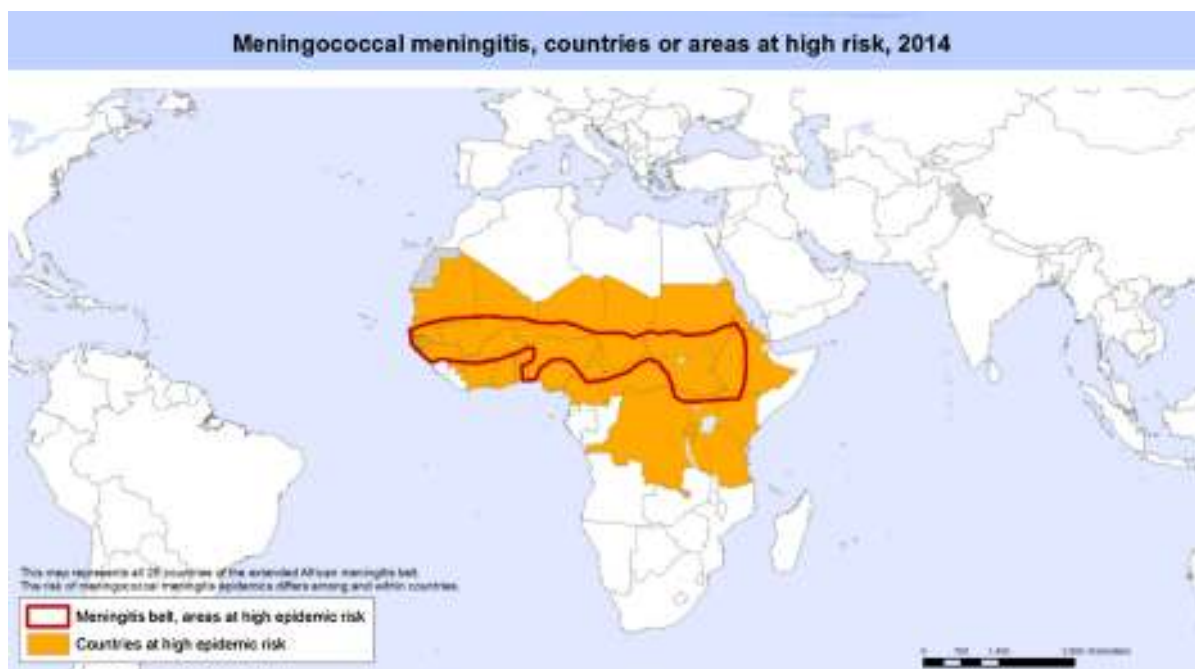 Meningococcal meningitis, countries or areas at high risk, 2014
This map represents all 26 countries of the extended African meningitis belt.
The risk of meningococcal meningitis epidemics differs among and within countries.
Meningitis belt, areas at high epidemic risk
Countries at high epidemic risk